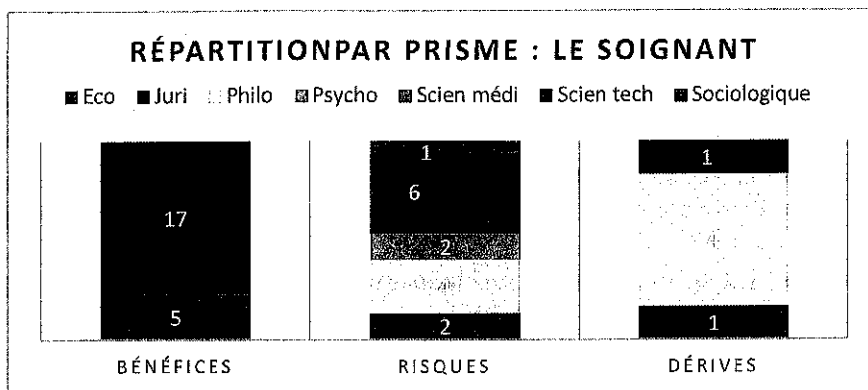 RÉPARTITIONPAR PRISME : LE SOIGNANT
Eco Juri Philo Psycho Scien médi Scien tech Sociologique
1 1
17 6
2 4
4
5 2 1
BÉNÉFICES RISQUES DÉRIVES